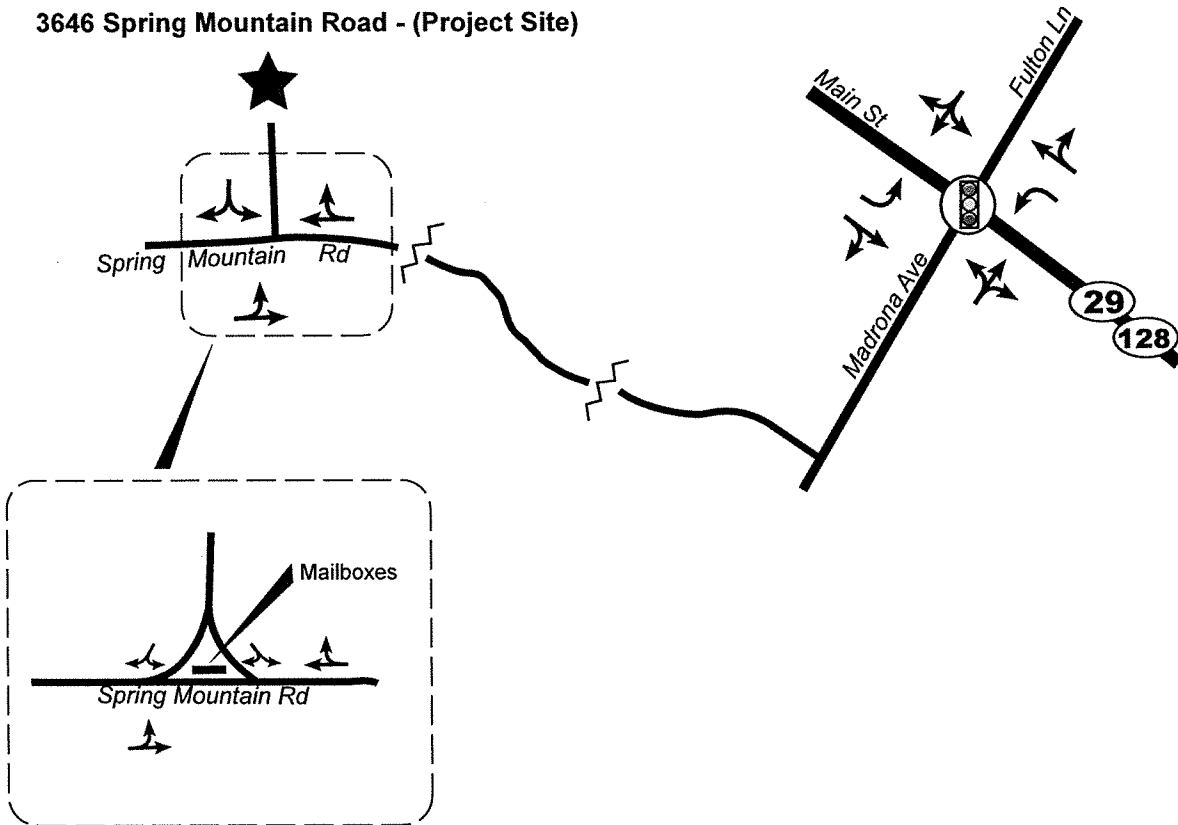 3646 Spring Mountain Road - (Project Site)
Main St
Fulton Ln
Spring Mountain Rd
Madrona Ave
29
128
Mailboxes
Spring Mountain Rd